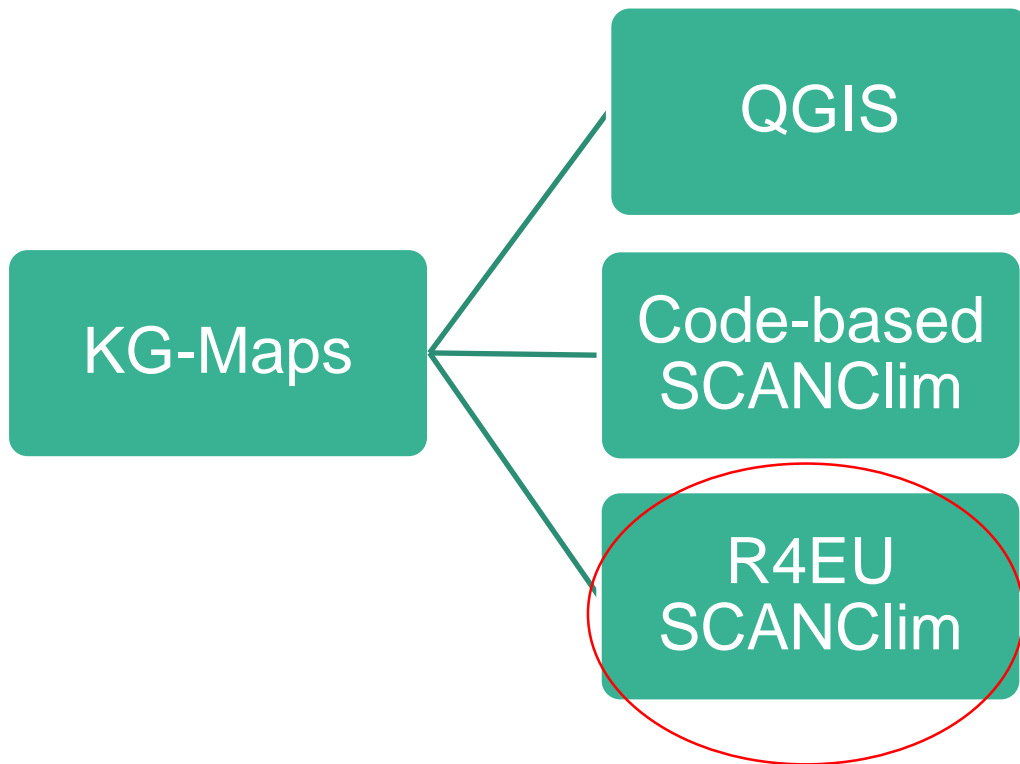 QGIS
KG-Maps
Code-based
SCANClim
R4EU
SCANClim